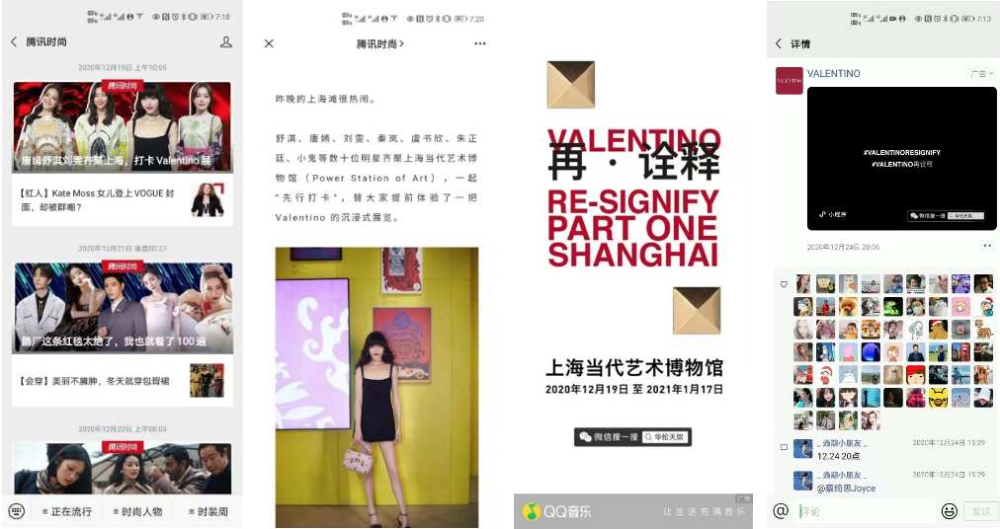 7:18
腾讯时尚
2020年12月19日 上午10:05
腾讯时尚
唐嫣舒淇刘雯齐聚上海，打卡 Valentino 展
【红人】Kate Moss 女儿登上 VOGUE 封
面，却被群嘲？
2020年12月21日 凌晨00:27
腾讯时尚
鹅厂这条红毯太绝了，我也就看了 100 遍
【会穿】美丽不臃肿，冬天就穿包臀裙
2020年12月22日 上午08:03
腾讯时尚
≡ 正在流行
≡ 时尚人物
≡ 时装周
7:20
腾讯时尚
昨晚的上海滩很热闹。
舒淇、唐嫣、刘雯、秦岚、虞书欣、朱正
廷、小鬼等数十位明星齐聚上海当代艺术博
物馆（Power Station of Art），一起
“先行打卡”，替大家提前体验了一把
Valentino 的沉浸式展览。
VALENTINO
再·诠释
RE-SIGNIFY
PART ONE
SHANGHAI
上海当代艺术博物馆
2020年12月19日 至 2021年1月17日
微信搜一搜 华伦天奴
广告
QQ音乐
让生活充满音乐
7:13
详情
VALENTINO
VALENTINO
广告
#VALENTINORESIGNIFY
#VALENTINO再诠释
小程序
微信搜一搜 华伦天奴
2020年12月24日 20:06
_ 過期小朋友 _
2020年12月24日 15:29
12.24 20点
_ 過期小朋友 _
2020年12月24日 15:29
@蔡绮思Joyce
@
评论
发送